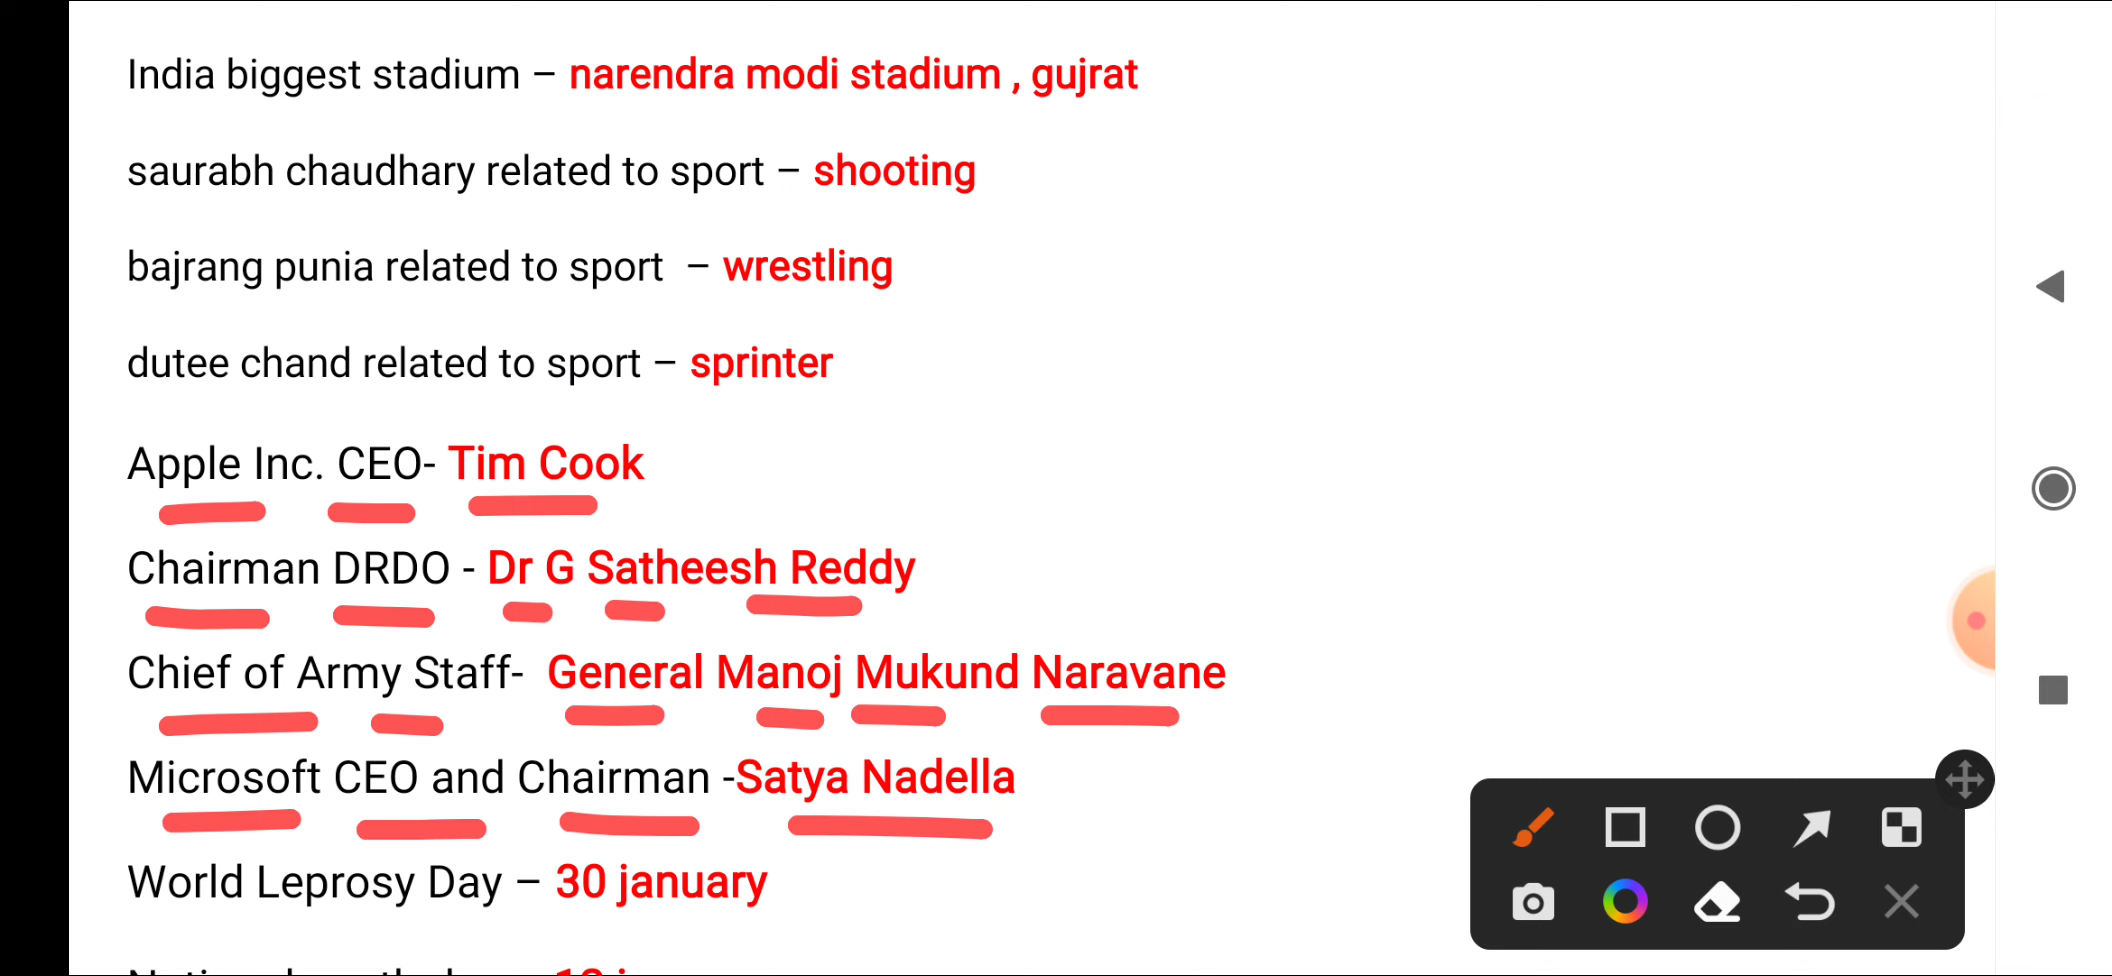 India biggest stadium – narendra modi stadium , gujrat
saurabh chaudhary related to sport – shooting
bajrang punia related to sport – wrestling
dutee chand related to sport – sprinter
Apple Inc. CEO- Tim Cook
Chairman DRDO - Dr G Satheesh Reddy
Chief of Army Staff- General Manoj Mukund Naravane
Microsoft CEO and Chairman -Satya Nadella
World Leprosy Day – 30 january